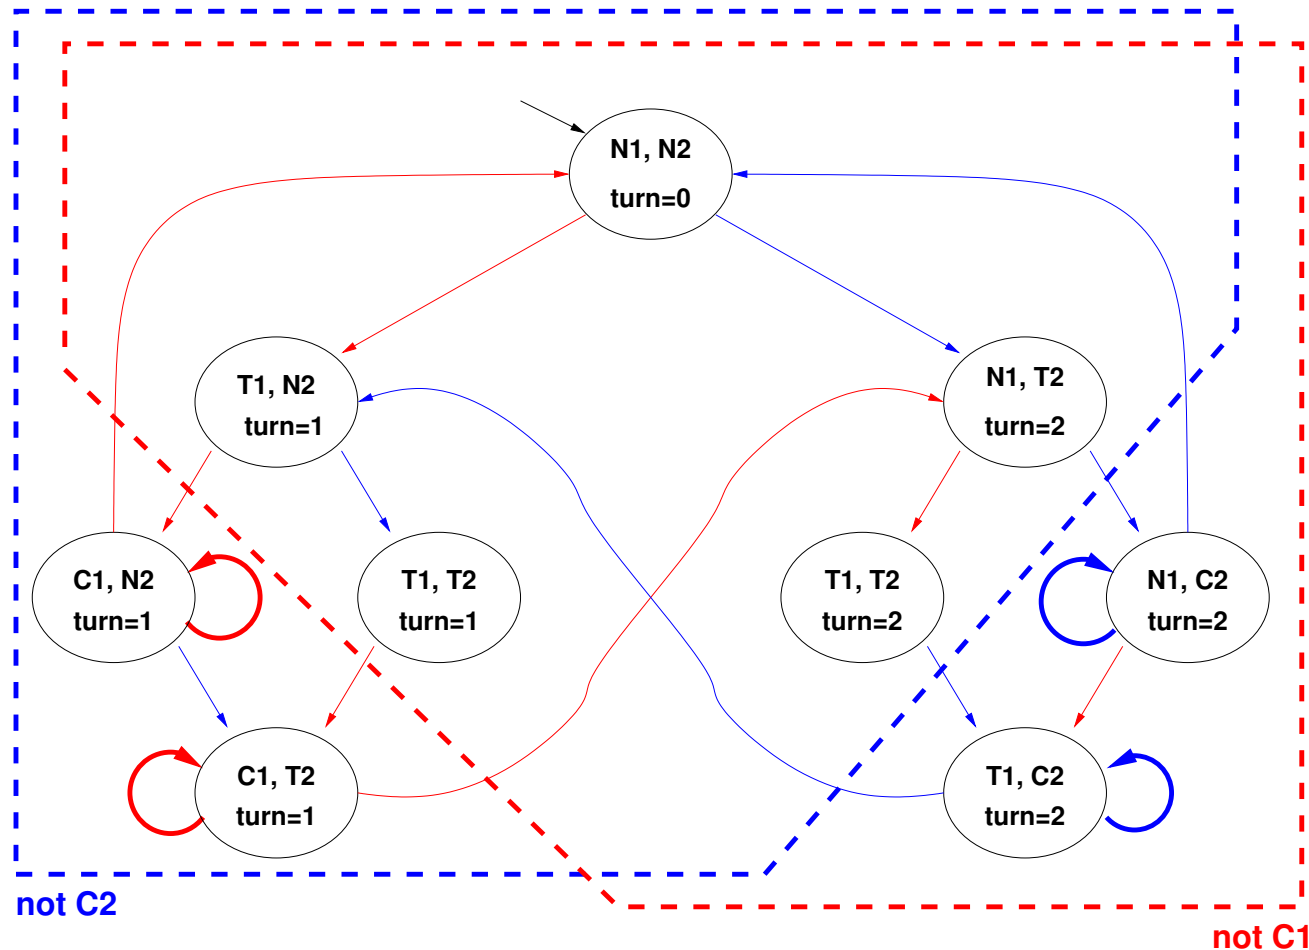 N1, N2
turn=0
T1, N2
turn=1
N1, T2
turn=2
C1, N2
turn=1
T1, T2
turn=1
T1, T2
turn=2
N1, C2
turn=2
C1, T2
turn=1
T1, C2
turn=2
not C2
not C1